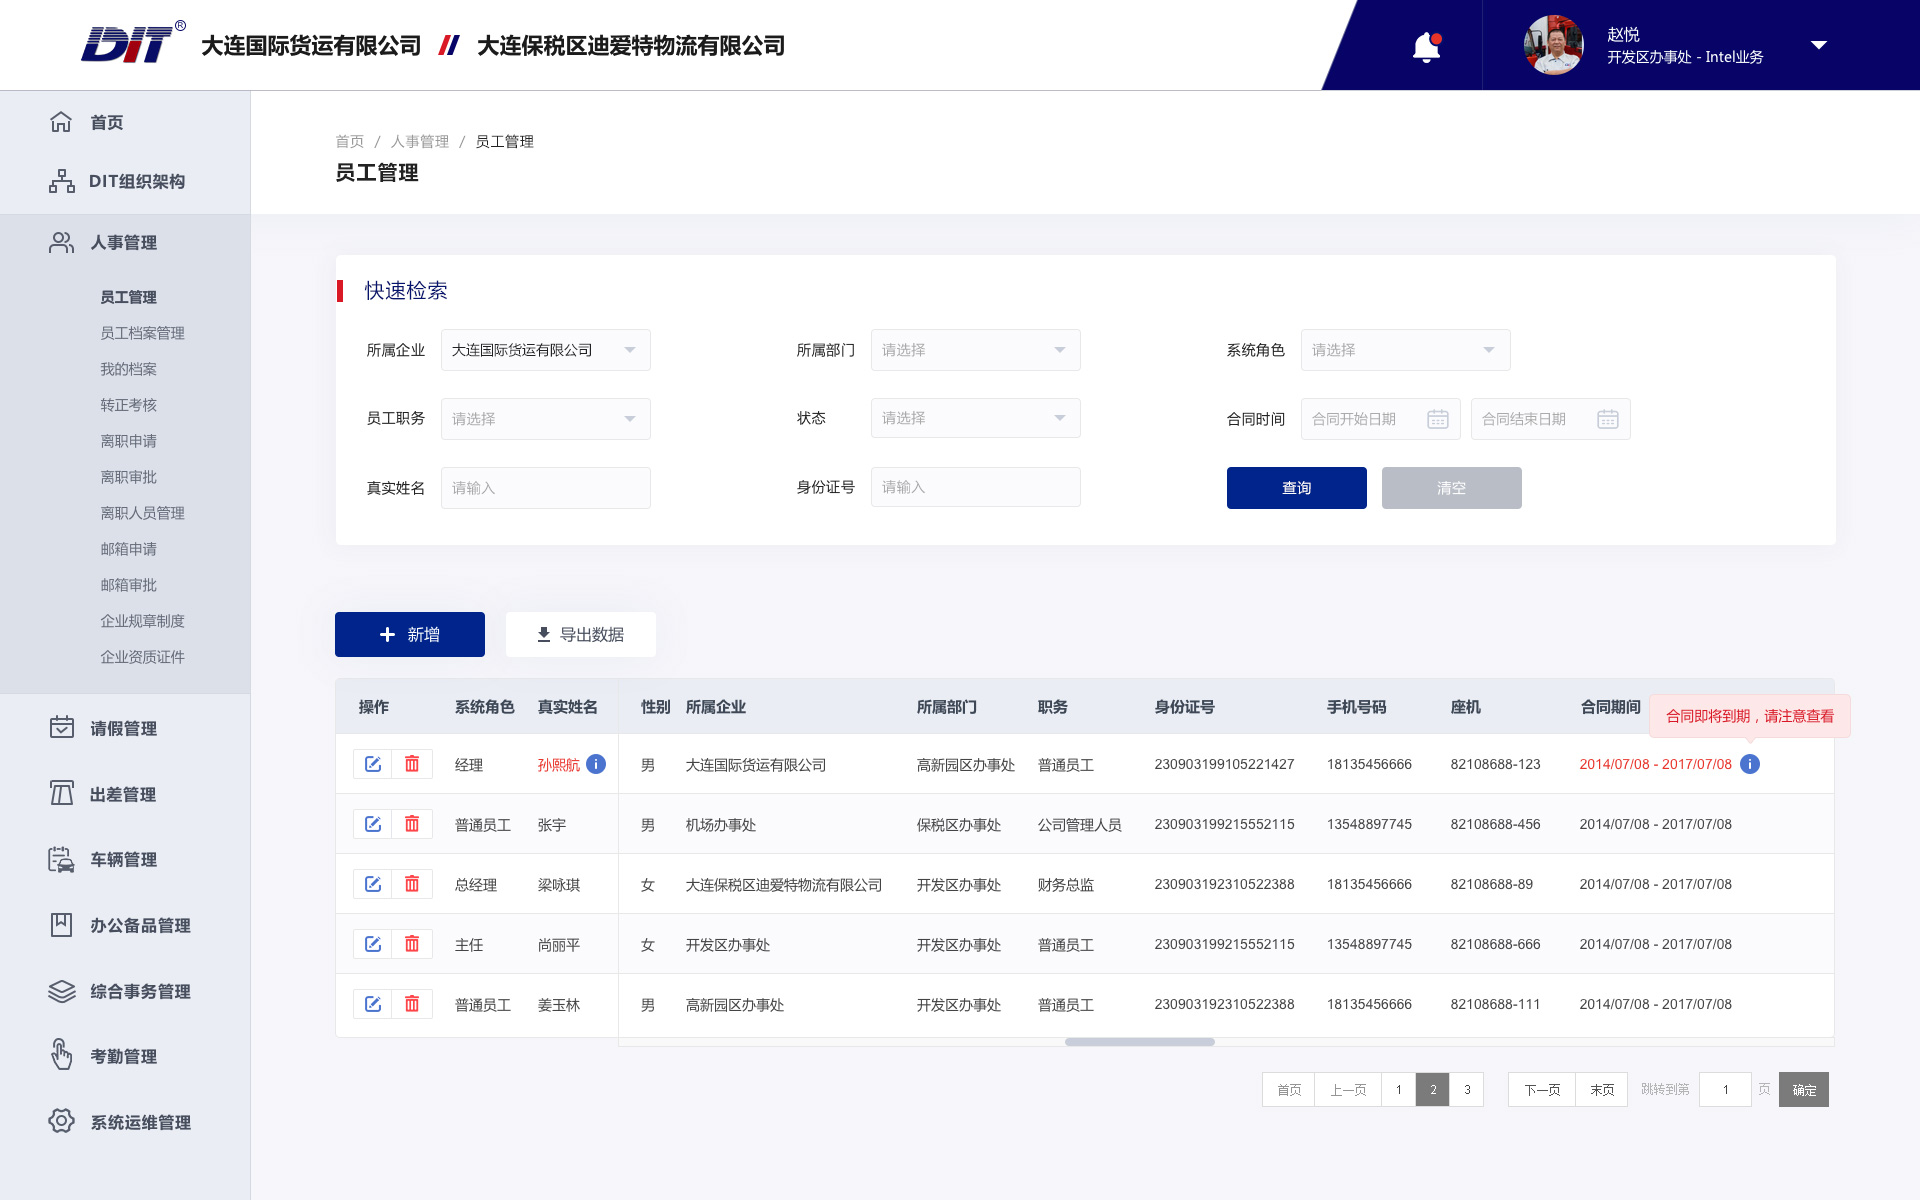 DIT® 大连国际货运有限公司 // 大连保税区迪爱特物流有限公司
赵悦
开发区办事处 - Intel业务
首页
DIT组织架构
人事管理
员工管理
员工档案管理
我的档案
转正考核
离职申请
离职审批
离职人员管理
邮箱申请
邮箱审批
企业规章制度
企业资质证件
请假管理
出差管理
车辆管理
办公备品管理
综合事务管理
考勤管理
系统运维管理
首页 / 人事管理 / 员工管理
员工管理
快速检索
所属企业 大连国际货运有限公司 所属部门 请选择 系统角色 请选择
员工职务 请选择 状态 请选择 合同时间 合同开始日期 合同结束日期
真实姓名 请输入 身份证号 请输入 查询 清空
新增 导出数据
操作 系统角色 真实姓名 性别 所属企业 所属部门 职务 身份证号 手机号码 座机 合同期间
合同即将到期，请注意查看
经理 孙熙航 男 大连国际货运有限公司 高新园区办事处 普通员工 230903199105221427 18135456666 82108688-123 2014/07/08 - 2017/07/08
普通员工 张宇 男 机场办事处 保税区办事处 公司管理人员 230903199215552115 13548897745 82108688-456 2014/07/08 - 2017/07/08
总经理 梁咏琪 女 大连保税区迪爱特物流有限公司 开发区办事处 财务总监 230903192310522388 18135456666 82108688-89 2014/07/08 - 2017/07/08
主任 尚丽平 女 开发区办事处 开发区办事处 普通员工 230903199215552115 13548897745 82108688-666 2014/07/08 - 2017/07/08
普通员工 姜玉林 男 高新园区办事处 开发区办事处 普通员工 230903192310522388 18135456666 82108688-111 2014/07/08 - 2017/07/08
首页 上一页 1 2 3 下一页 末页 跳转到第 1 页 确定